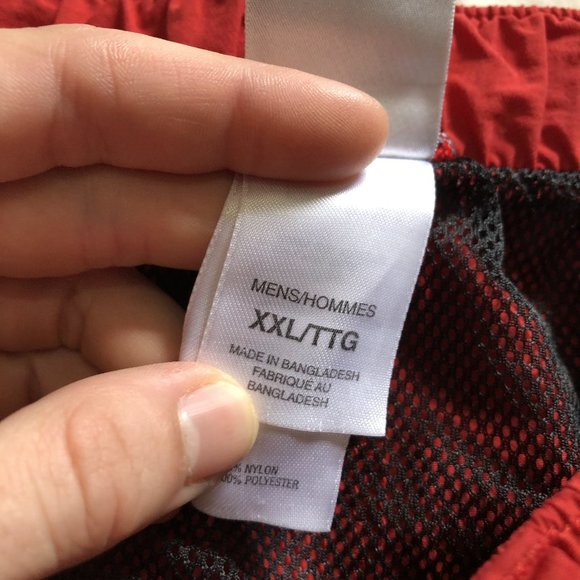 MENS/HOMMES
XXL/TTG
MADE IN BANGLADESH
FABRIQUÉ AU
BANGLADESH
% NYLON
00% POLYESTER